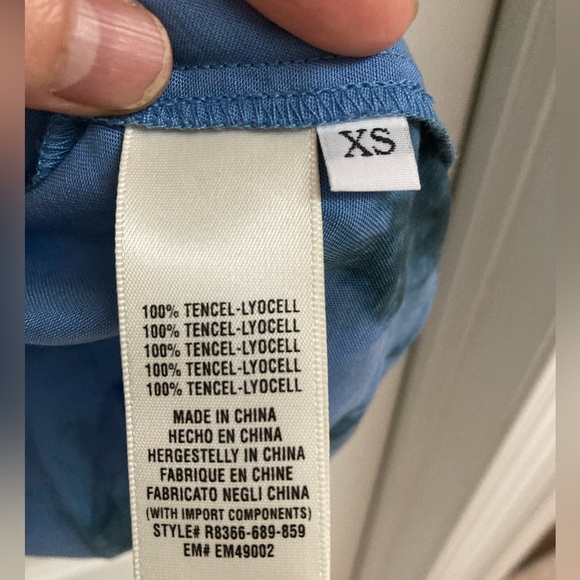 XS
100% TENCEL-LYOCELL
100% TENCEL-LYOCELL
100% TENCEL-LYOCELL
100% TENCEL-LYOCELL
100% TENCEL-LYOCELL
MADE IN CHINA
HECHO EN CHINA
HERGESTELLY IN CHINA
FABRIQUE EN CHINE
FABRICATO NEGLI CHINA
(WITH IMPORT COMPONENTS)
STYLE# R8366-689-859
EM# EM49002